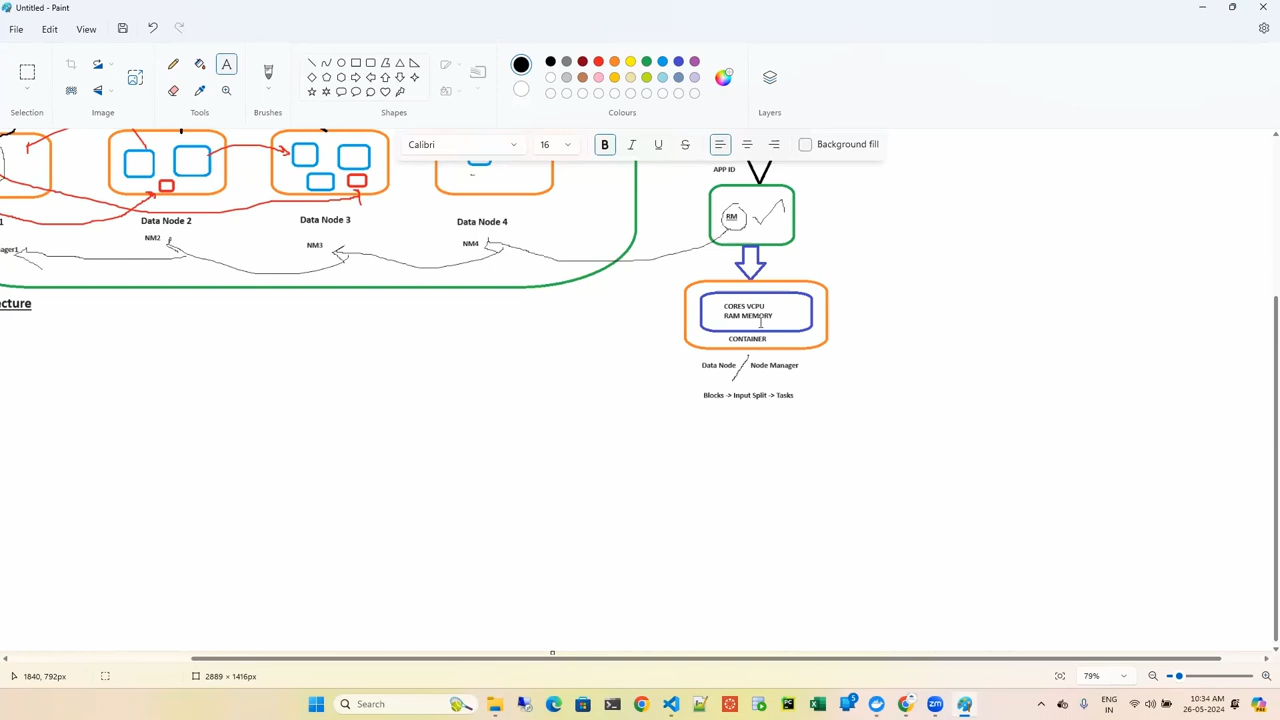 Untitled - Paint
File
Edit
View
Selection
Image
Tools
Brushes
Shapes
Colours
Layers
Calibri
16
B
Background fill
APP ID
RM
1
Data Node 2
Data Node 3
Data Node 4
NM2
NM3
NM4
nager1
ecture
CORES VCPU
RAM MEMORY
CONTAINER
Data Node
Node Manager
Blocks -> Input Split -> Tasks
1840, 792px
2889 × 1416px
79%
Search
ENG
IN
10:34 AM
26-05-2024